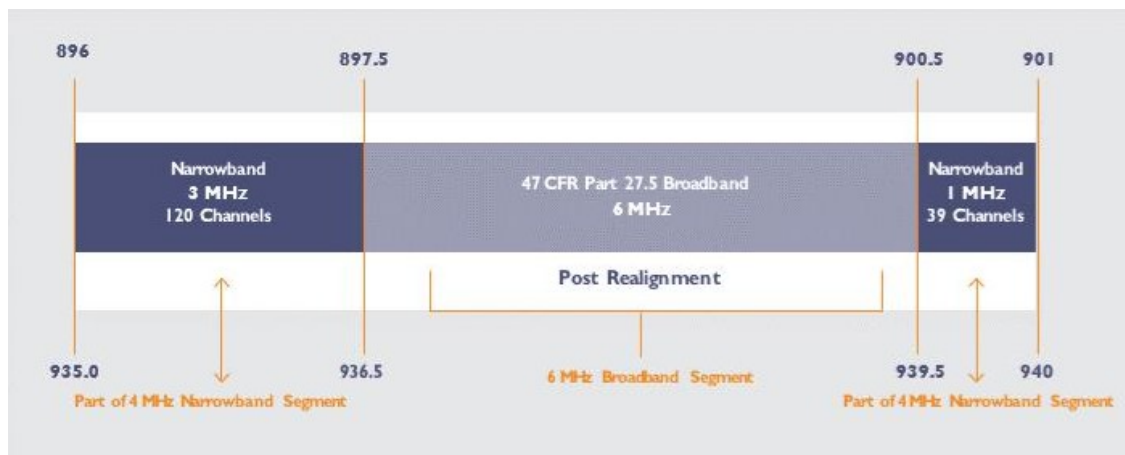 896
897.5
900.5
901
Narrowband
3 MHz
120 Channels
47 CFR Part 27.5 Broadband
6 MHz
Narrowband
1 MHz
39 Channels
Post Realignment
935.0
936.5
6 MHz Broadband Segment
939.5
940
Part of 4 MHz Narrowband Segment
Part of 4 MHz Narrowband Segment